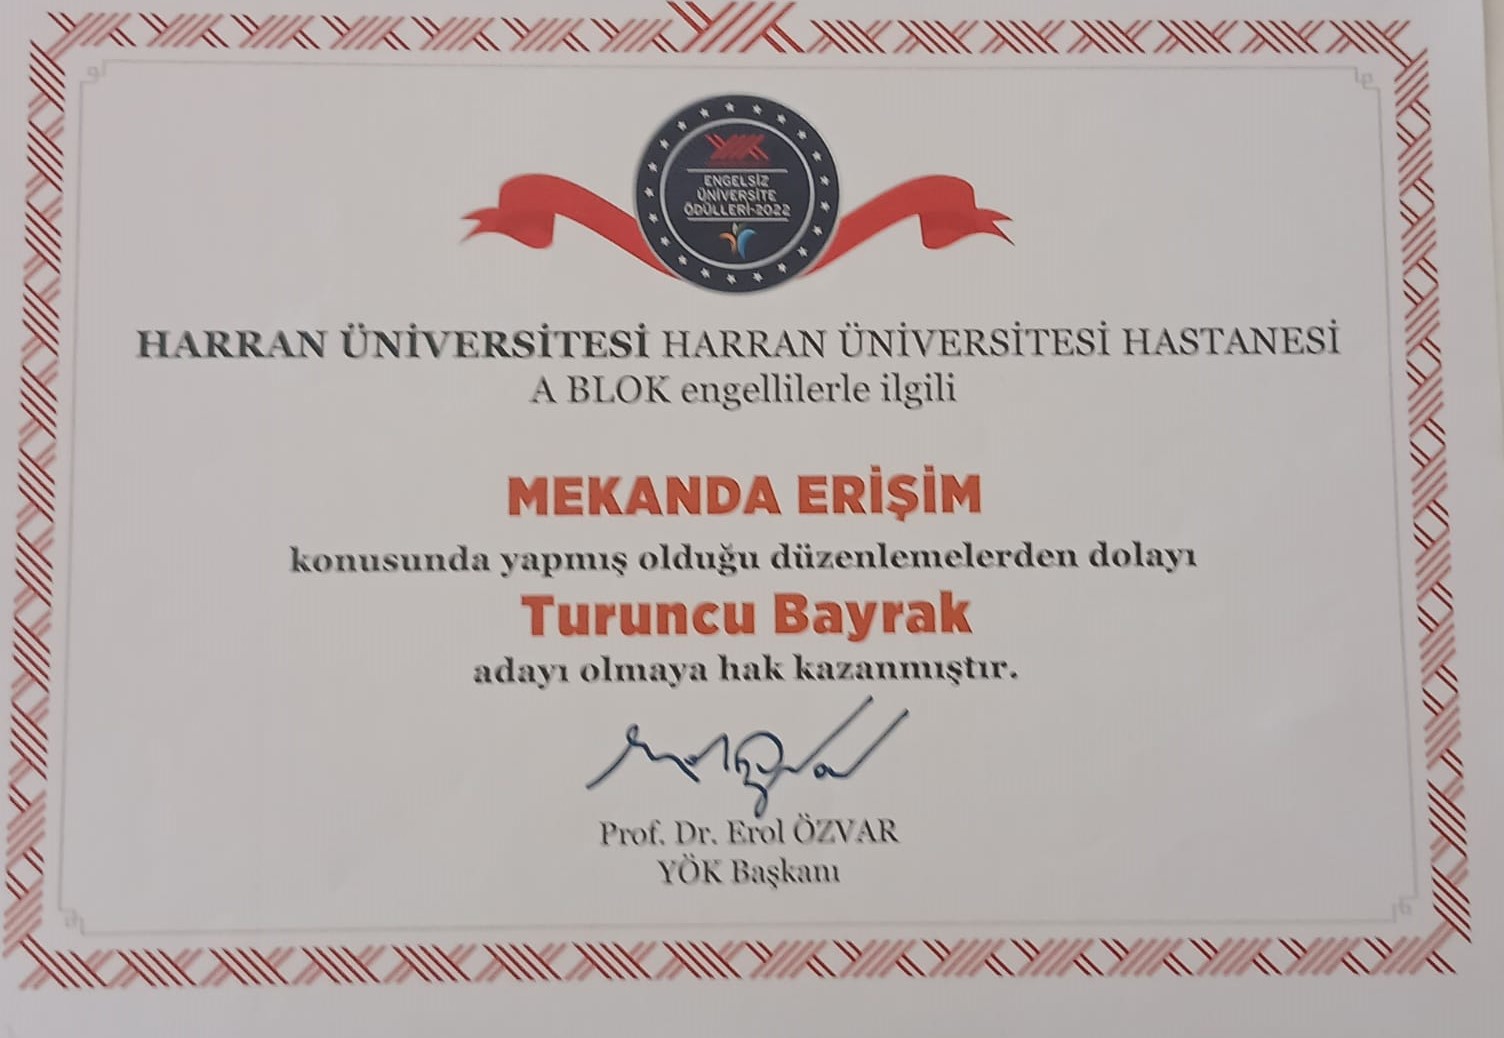 YÖK
ENGELSİZ
ÜNİVERSİTE
ÖDÜLLERİ-2022
HARRAN ÜNİVERSİTESİ HARRAN ÜNİVERSİTESİ HASTANESİ
A BLOK engellilerle ilgili
MEKANDA ERİŞİM
konusunda yapmış olduğu düzenlemelerden dolayı
Turuncu Bayrak
adayı olmaya hak kazanmıştır.
Prof. Dr. Erol ÖZVAR
YÖK Başkanı